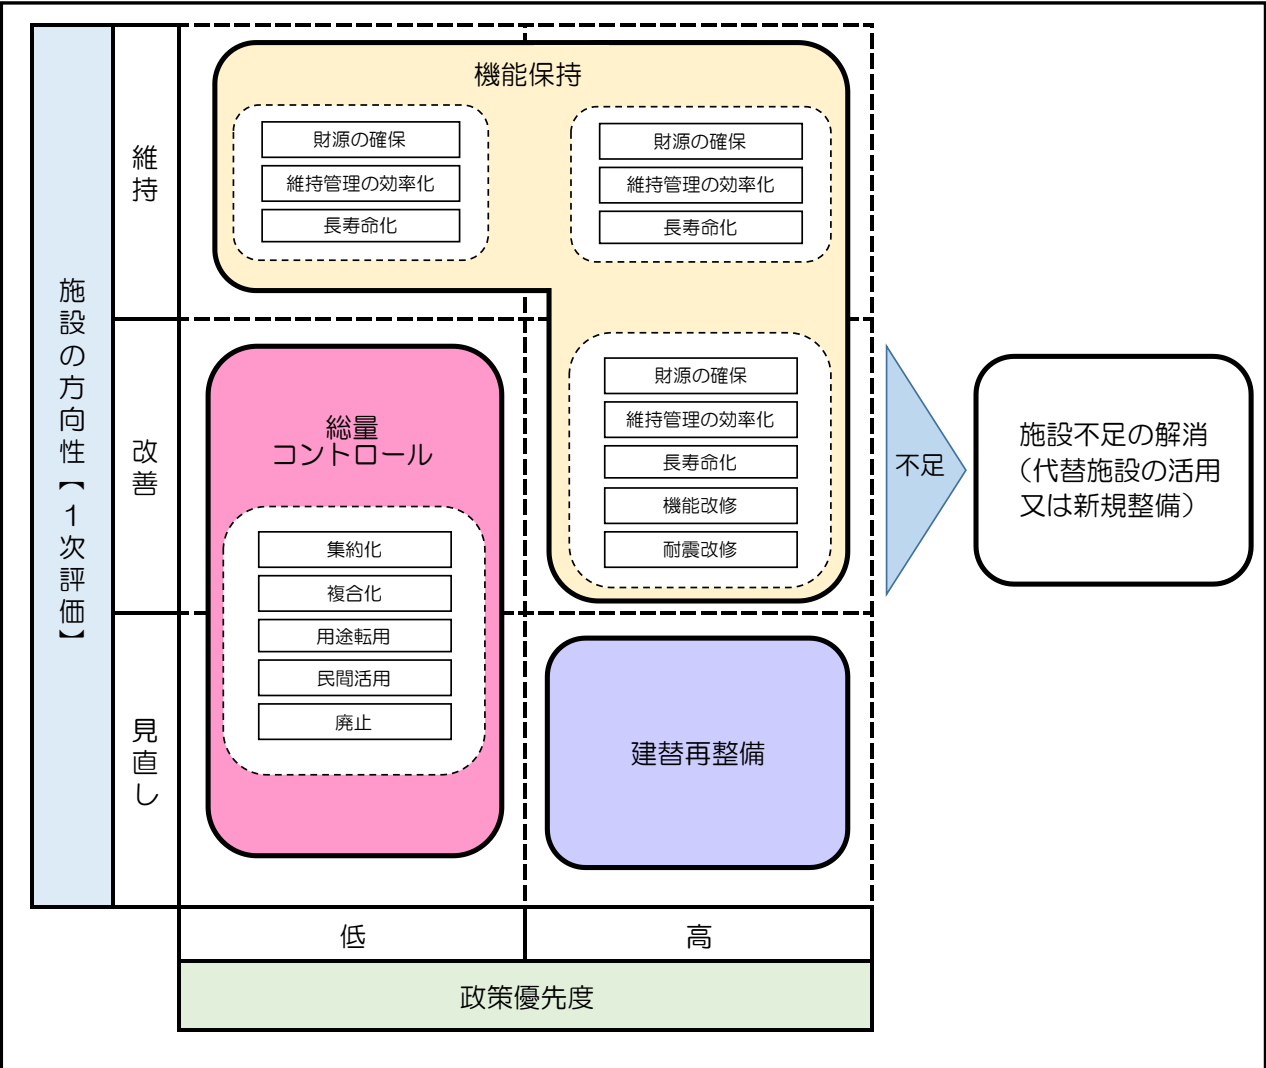 施設の方向性【１次評価】
維持
機能保持
財源の確保
維持管理の効率化
長寿命化
財源の確保
維持管理の効率化
長寿命化
改善
総量
コントロール
集約化
複合化
用途転用
民間活用
廃止
財源の確保
維持管理の効率化
長寿命化
機能改修
耐震改修
見直し
建替再整備
不足
施設不足の解消
（代替施設の活用
又は新規整備）
低
高
政策優先度